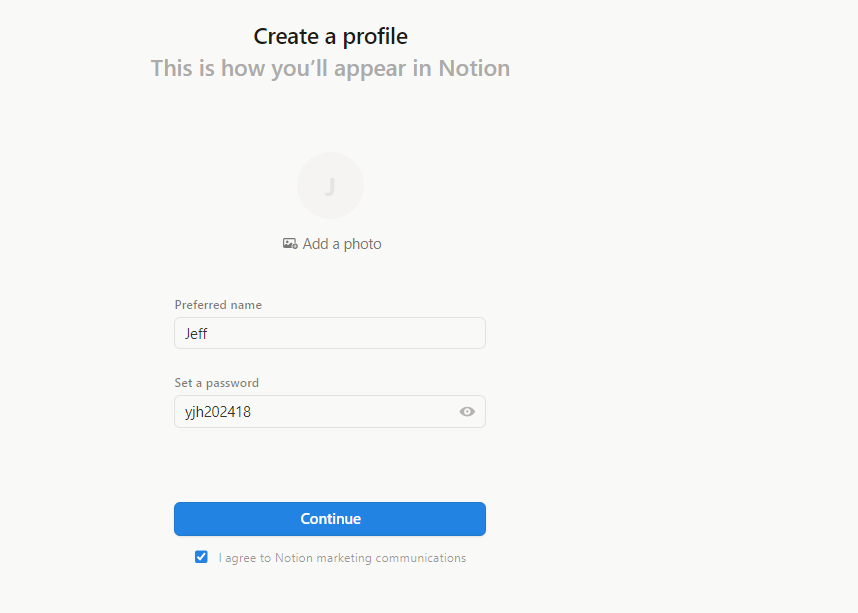 Create a profile
This is how you’ll appear in Notion
J
Add a photo
Preferred name
Jeff
Set a password
yjh202418
Continue
I agree to Notion marketing communications